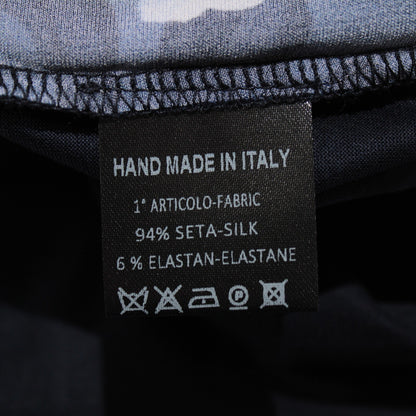 HAND MADE IN ITALY
1° ARTICOLO-FABRIC
94% SETA-SILK
6 % ELASTAN-ELASTANE